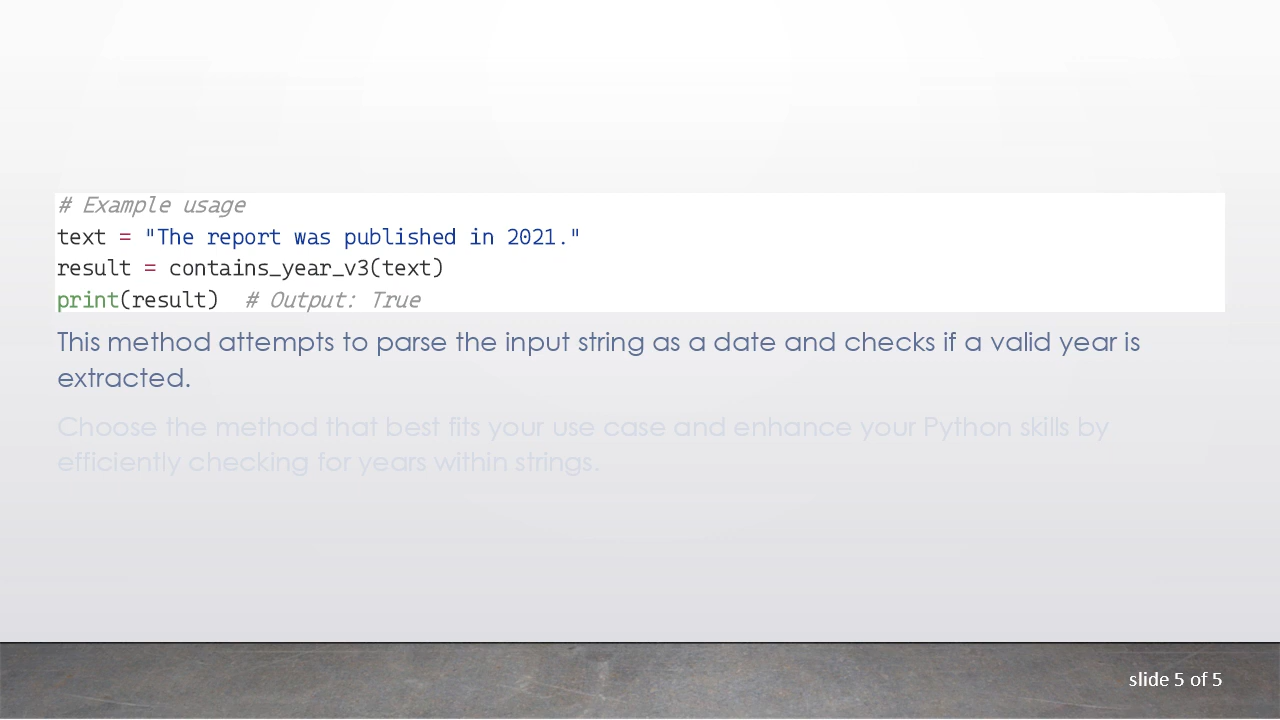 # Example usage
text = "The report was published in 2021."
result = contains_year_v3(text)
print(result)  # Output: True
This method attempts to parse the input string as a date and checks if a valid year is
extracted.
Choose the method that best fits your use case and enhance your Python skills by
efficiently checking for years within strings.
slide 5 of 5